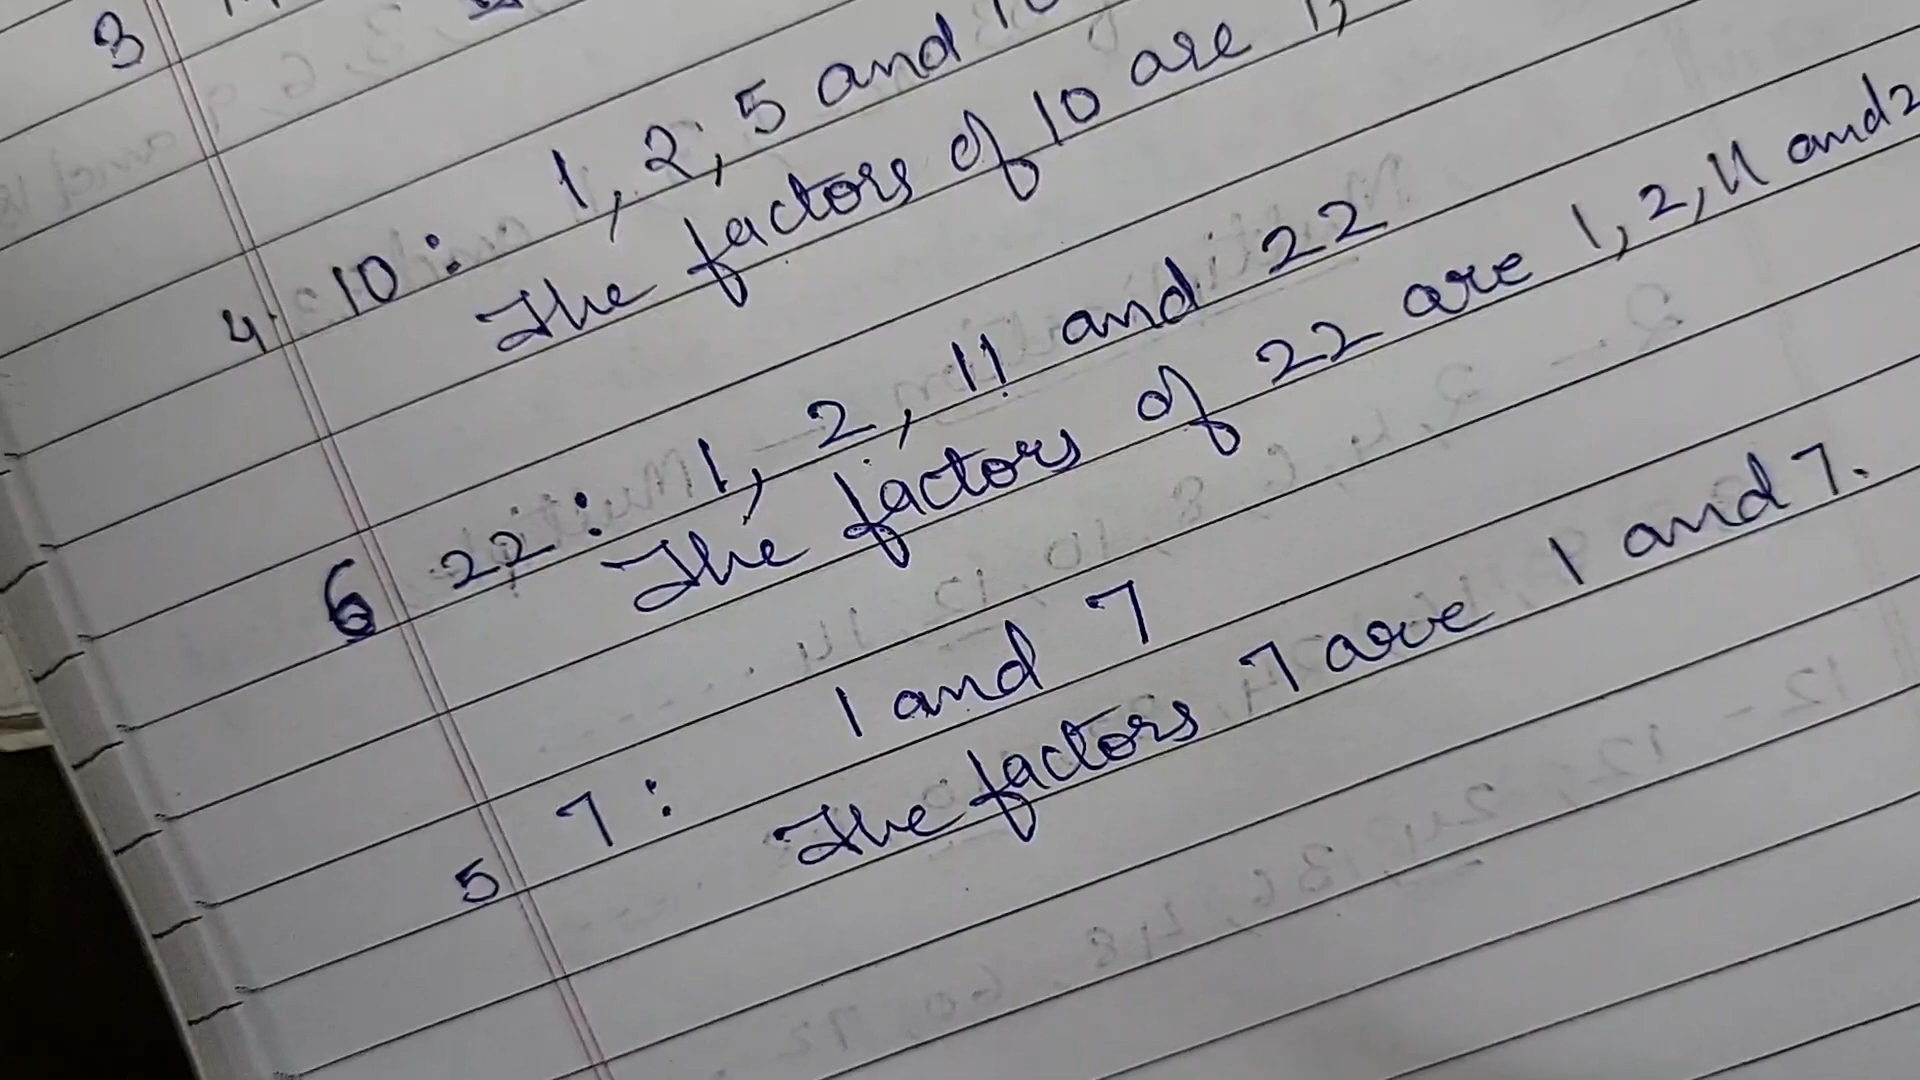 3
4. 10: 1, 2, 5 and
The factors of 10 are 1,
6 22: 1, 2, 11 and 22
The factors of 22 are 1, 2, 11 and 2
5 7: 1 and 7
The factors 7 are 1 and 7.